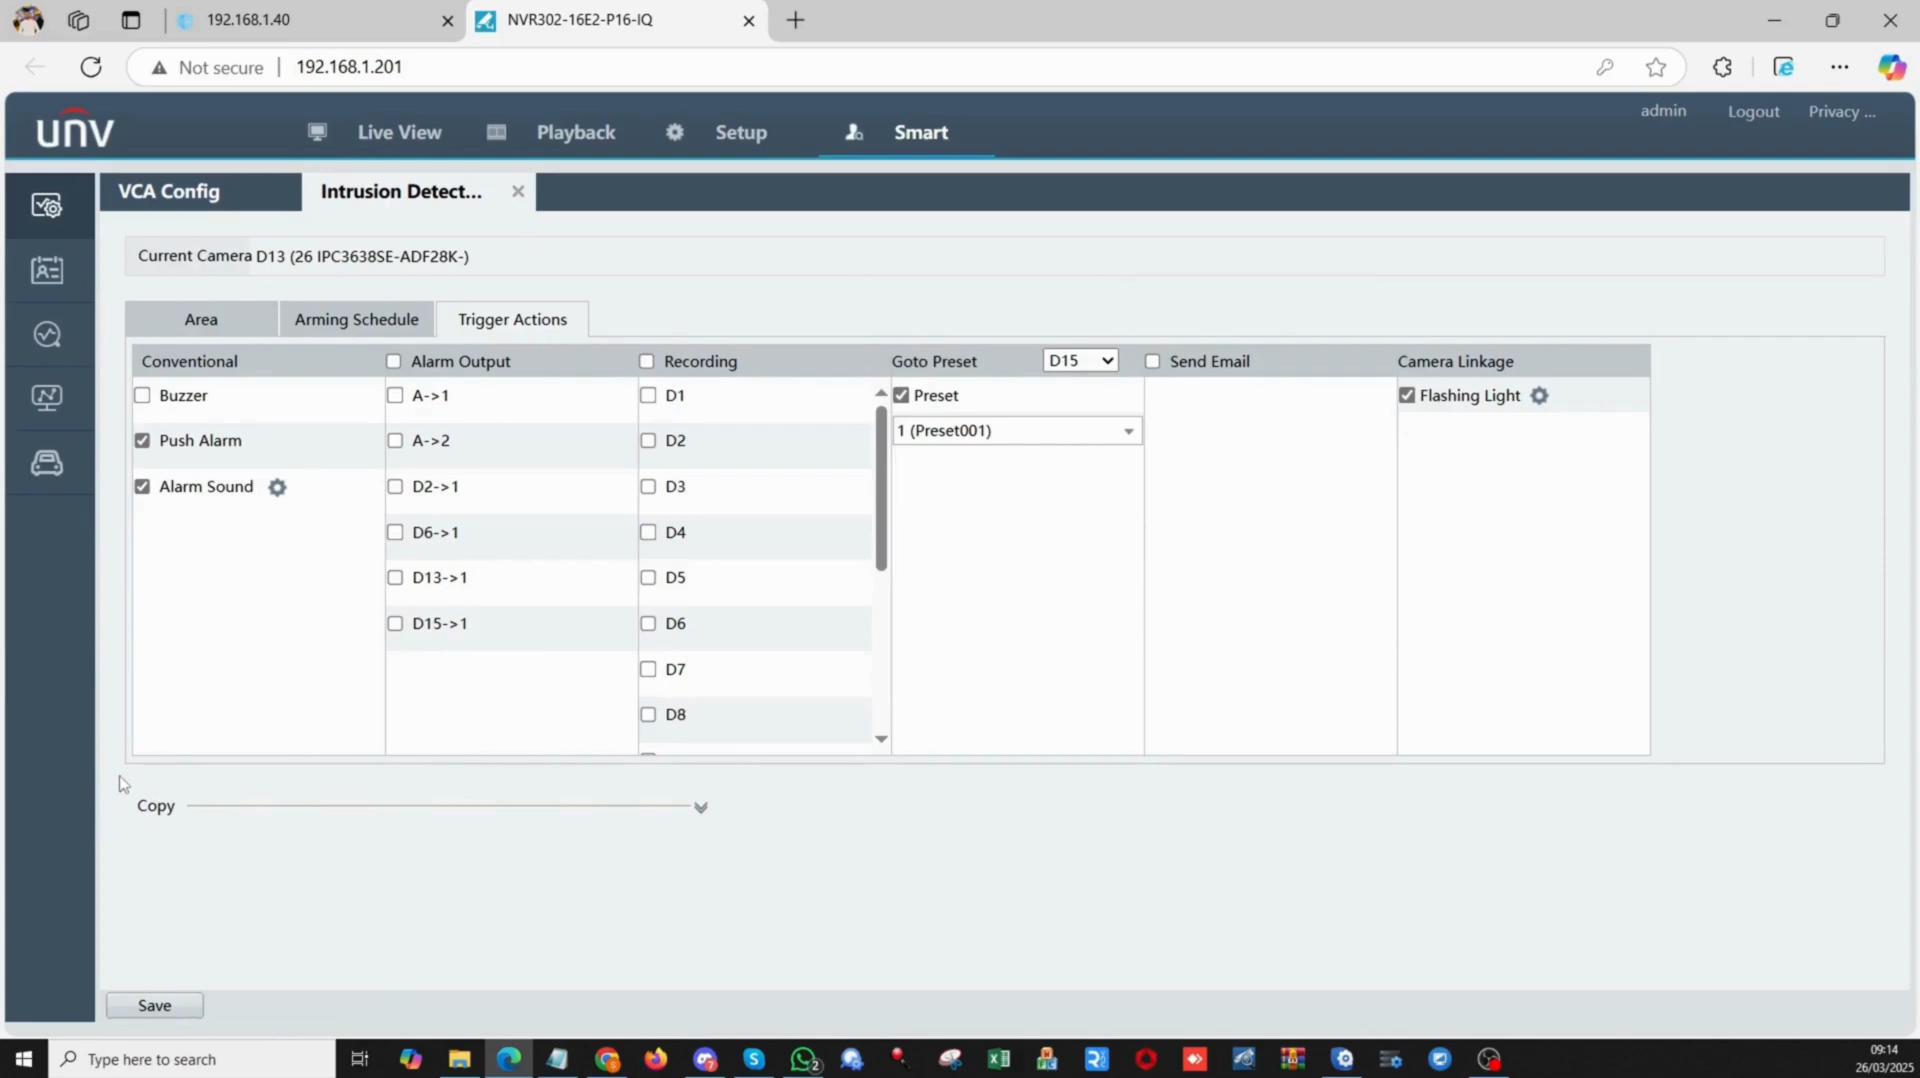 192.168.1.40
NVR302-16E2-P16-IQ
Not secure
192.168.1.201
admin
Logout
Privacy ...
unv
Live View
Playback
Setup
Smart
VCA Config
Intrusion Detect...
Current Camera D13 (26 IPC3638SE-ADF28K-)
Area
Arming Schedule
Trigger Actions
Conventional
Alarm Output
Recording
Goto Preset
D15
Send Email
Camera Linkage
Buzzer
A->1
D1
Preset
Flashing Light
Push Alarm
A->2
D2
1 (Preset001)
Alarm Sound
D2->1
D3
D6->1
D4
D13->1
D5
D15->1
D6
D7
D8
Copy
Save
Type here to search
09:14
26/03/2025